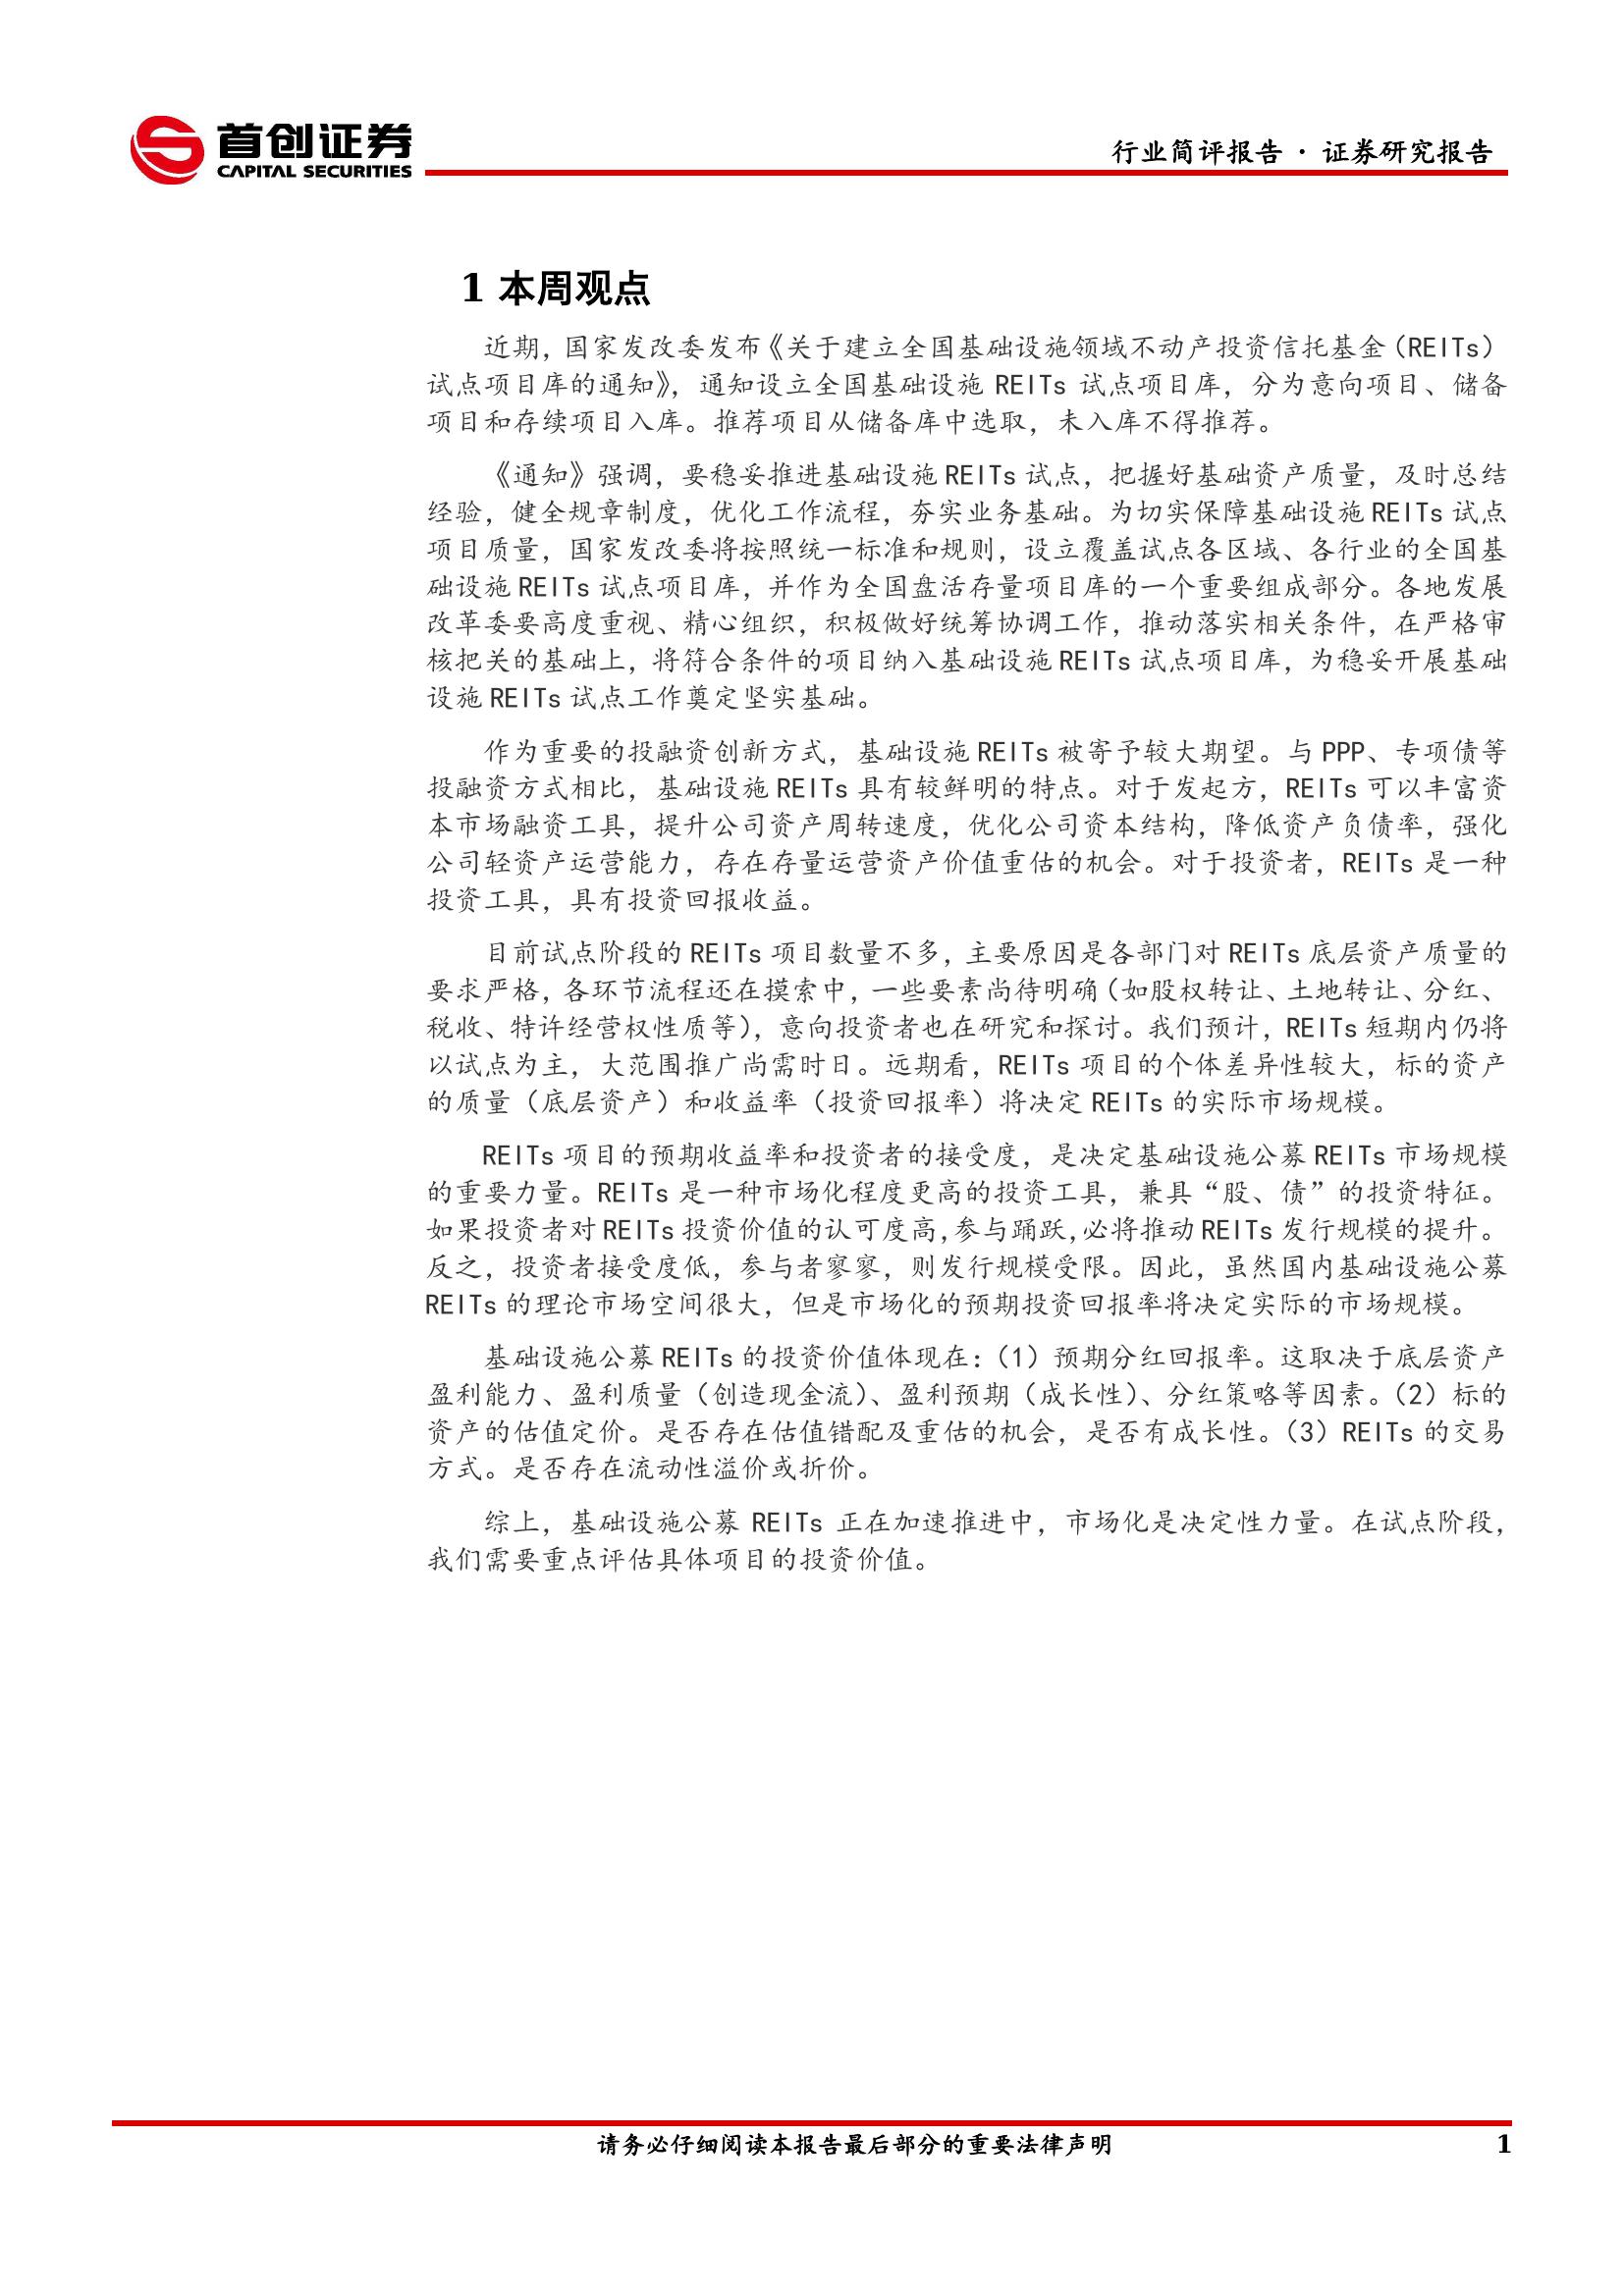 首创证券
CAPITAL SECURITIES
行业简评报告 · 证券研究报告
1 本周观点
近期，国家发改委发布《关于建立全国基础设施领域不动产投资信托基金（REITs）
试点项目库的通知》，通知设立全国基础设施 REITs 试点项目库，分为意向项目、储备
项目和存续项目入库。推荐项目从储备库中选取，未入库不得推荐。
《通知》强调，要稳妥推进基础设施 REITs 试点，把握好基础资产质量，及时总结
经验，健全规章制度，优化工作流程，夯实业务基础。为切实保障基础设施 REITs 试点
项目质量，国家发改委将按照统一标准和规则，设立覆盖试点各区域、各行业的全国基
础设施 REITs 试点项目库，并作为全国盘活存量项目库的一个重要组成部分。各地发展
改革委要高度重视、精心组织，积极做好统筹协调工作，推动落实相关条件，在严格审
核把关的基础上，将符合条件的项目纳入基础设施 REITs 试点项目库，为稳妥开展基础
设施 REITs 试点工作奠定坚实基础。
作为重要的投融资创新方式，基础设施 REITs 被寄予较大期望。与 PPP、专项债等
投融资方式相比，基础设施 REITs 具有较鲜明的特点。对于发起方，REITs 可以丰富资
本市场融资工具，提升公司资产周转速度，优化公司资本结构，降低资产负债率，强化
公司轻资产运营能力，存在存量运营资产价值重估的机会。对于投资者，REITs 是一种
投资工具，具有投资回报收益。
目前试点阶段的 REITs 项目数量不多，主要原因是各部门对 REITs 底层资产质量的
要求严格，各环节流程还在摸索中，一些要素尚待明确（如股权转让、土地转让、分红、
税收、特许经营权性质等），意向投资者也在研究和探讨。我们预计，REITs 短期内仍将
以试点为主，大范围推广尚需时日。远期看，REITs 项目的个体差异性较大，标的资产
的质量（底层资产）和收益率（投资回报率）将决定 REITs 的实际市场规模。
REITs 项目的预期收益率和投资者的接受度，是决定基础设施公募 REITs 市场规模
的重要力量。REITs 是一种市场化程度更高的投资工具，兼具“股、债”的投资特征。
如果投资者对 REITs 投资价值的认可度高，参与踊跃，必将推动 REITs 发行规模的提升。
反之，投资者接受度低，参与者寥寥，则发行规模受限。因此，虽然国内基础设施公募
REITs 的理论市场空间很大，但是市场化的预期投资回报率将决定实际的市场规模。
基础设施公募 REITs 的投资价值体现在：（1）预期分红回报率。这取决于底层资产
盈利能力、盈利质量（创造现金流）、盈利预期（成长性）、分红策略等因素。（2）标的
资产的估值定价。是否存在估值错配及重估的机会，是否有成长性。（3）REITs 的交易
方式。是否存在流动性溢价或折价。
综上，基础设施公募 REITs 正在加速推进中，市场化是决定性力量。在试点阶段，
我们需要重点评估具体项目的投资价值。
请务必仔细阅读本报告最后部分的重要法律声明
1